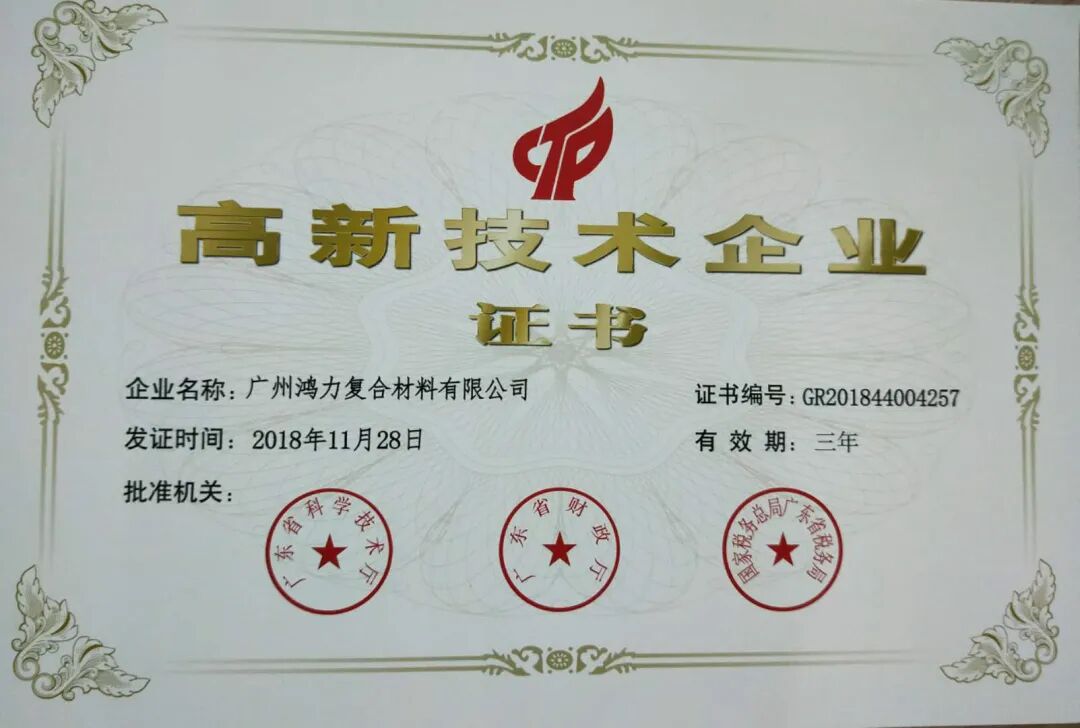 CTP
高新技术企业
证书
企业名称：广州鸿力复合材料有限公司
证书编号：GR201844004257
发证时间：2018年11月28日
有效期：三年
批准机关：
广东省科学技术厅
广东省财政厅
国家税务总局广东省税务局